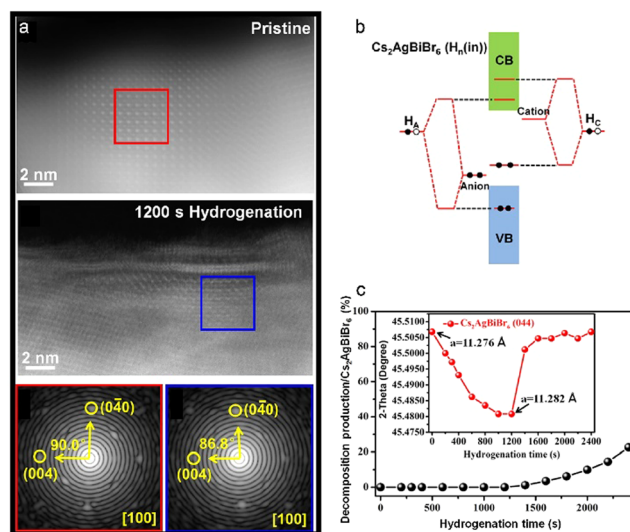 a
Pristine
2 nm
1200 s Hydrogenation
2 nm
(04̄0)
90.0°
(004)
[100]
(04̄0)
86.8°
(004)
[100]
b
Cs₂AgBiBr₆ (Hₙ(in))
CB
Cation
H_A
H_C
Anion
VB
c
Decomposition production/Cs₂AgBiBr₆ (%)
100
80
60
40
20
0
0 500 1000 1500 2000
Hydrogenation time (s)
2-Theta (Degree)
45.5100
45.5050
45.5000
45.4950
45.4900
45.4850
45.4800
45.4750
Cs₂AgBiBr₆ (044)
a=11.276 Å
a=11.282 Å
0 400 800 1200 1600 2000 2400
Hydrogenation time (s)